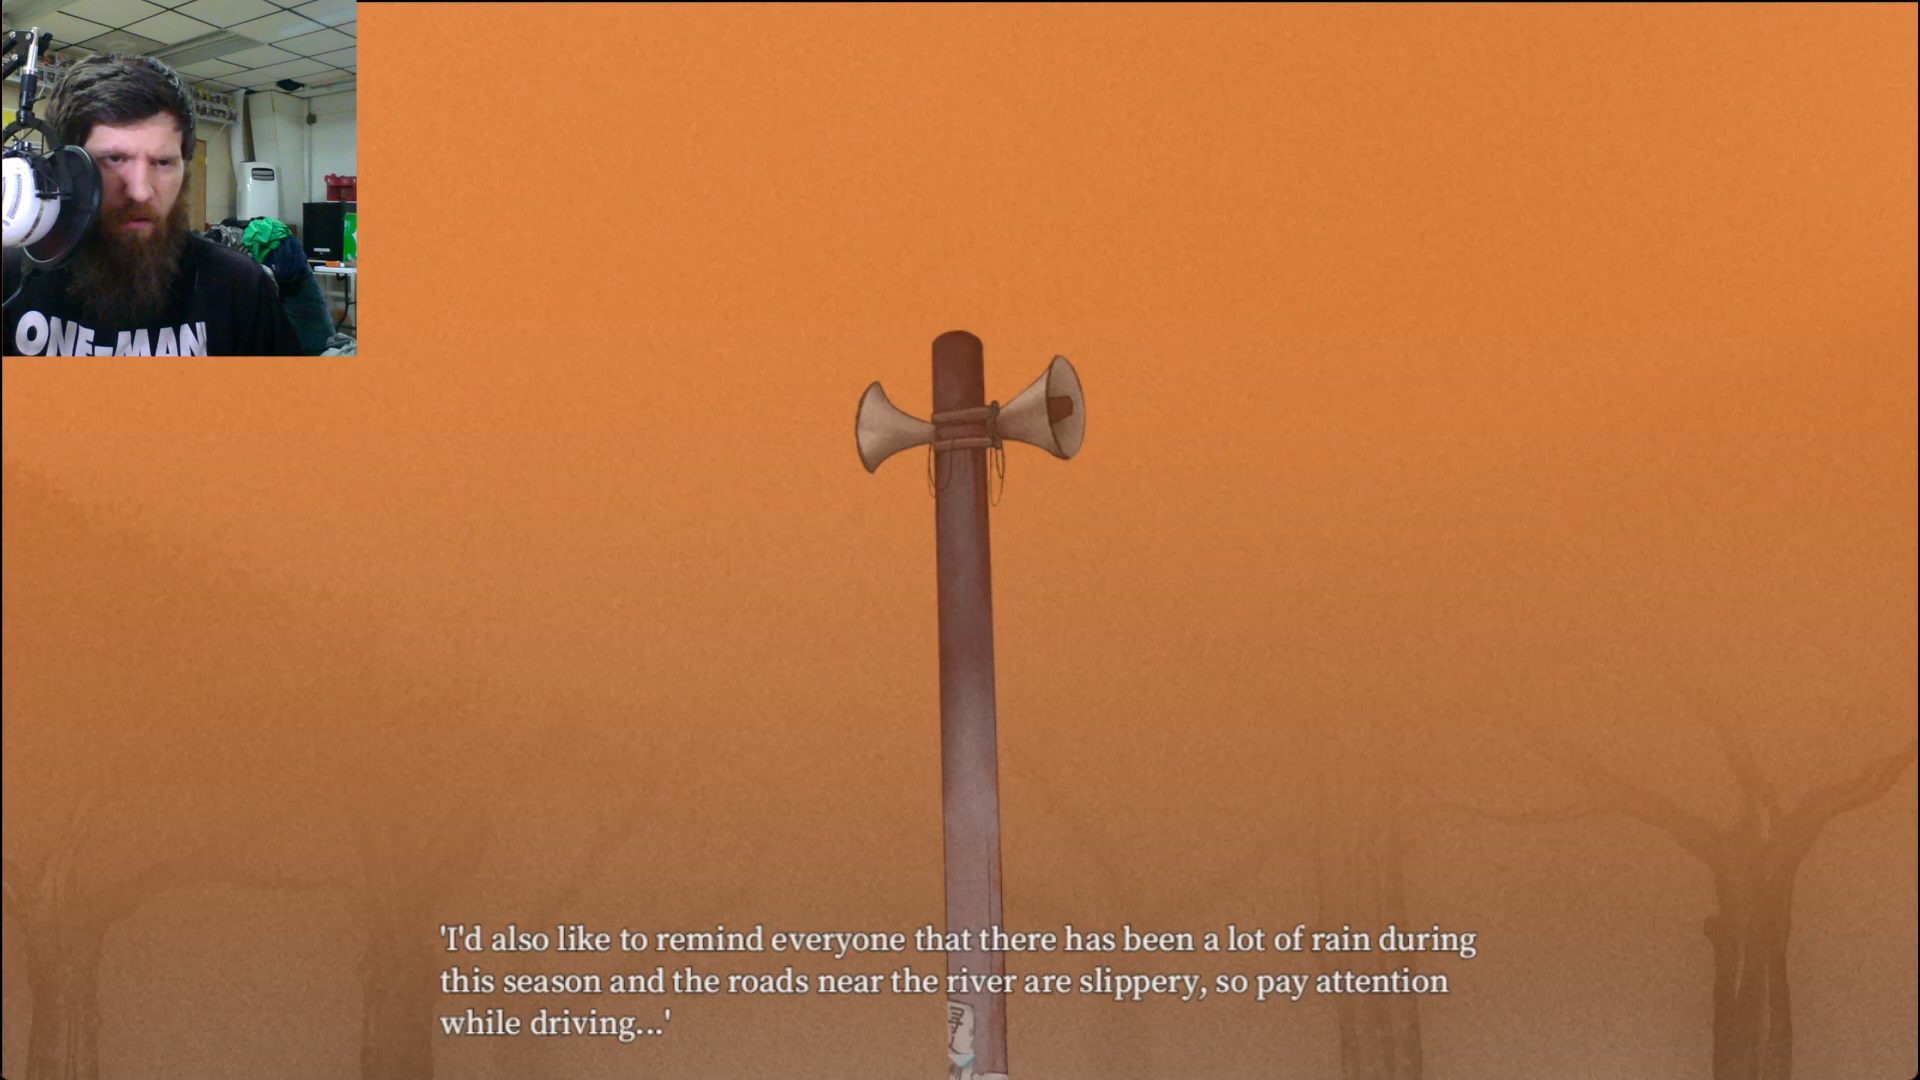 ONE-MAN
'I'd also like to remind everyone that there has been a lot of rain during
this season and the roads near the river are slippery, so pay attention
while driving...'